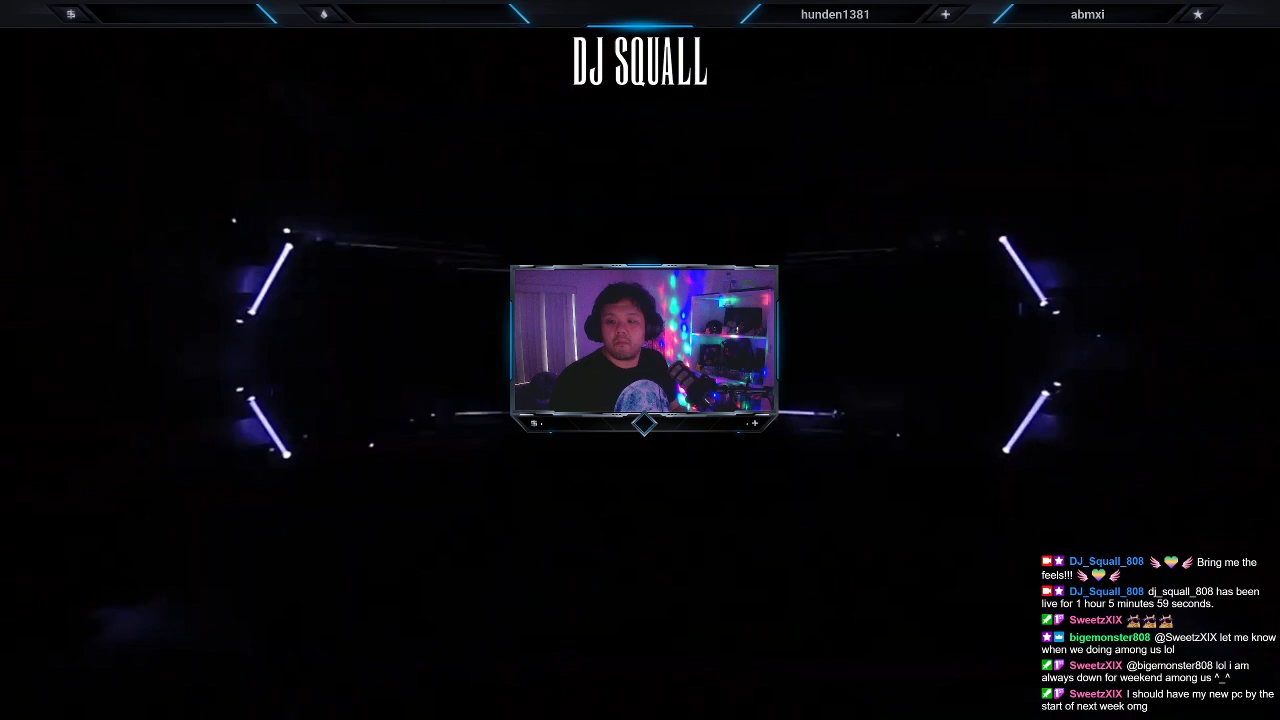 hunden1381
abmxi
DJ SQUALL
DJ_Squall_808 Bring me the
feels!!!
DJ_Squall_808 dj_squall_808 has been
live for 1 hour 5 minutes 59 seconds.
SweetzXIX
bigemonster808 @SweetzXIX let me know
when we doing among us lol
SweetzXIX @bigemonster808 lol i am
always down for weekend among us ^_^
SweetzXIX I should have my new pc by the
start of next week omg